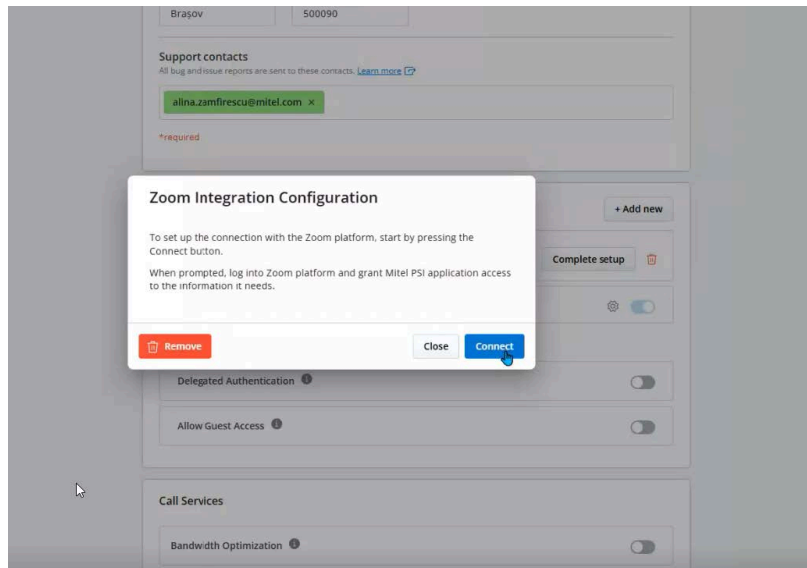 Brașov
500090
Support contacts
All bug and issue reports are sent to these contacts. Learn more
alina.zamfirescu@mitel.com ×
*required
Zoom Integration Configuration
To set up the connection with the Zoom platform, start by pressing the
Connect button.
When prompted, log into Zoom platform and grant Mitel PSI application access
to the information it needs.
Remove
Close
Connect
+ Add new
Complete setup
Delegated Authentication
Allow Guest Access
Call Services
Bandwidth Optimization